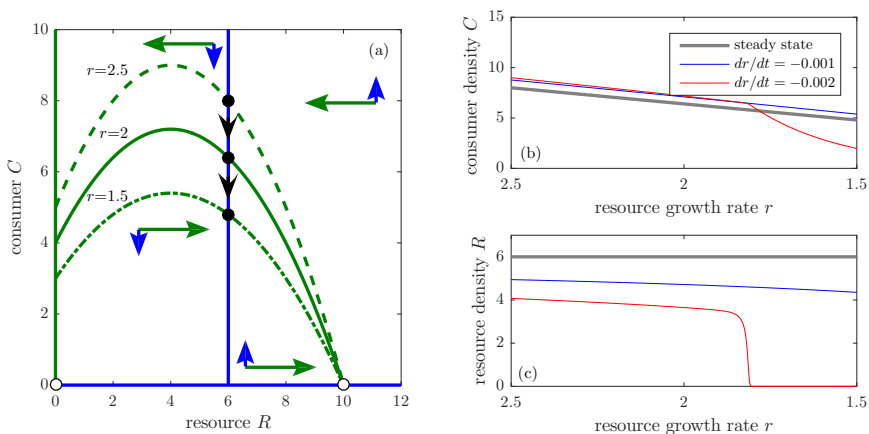 (a)
r=2.5
r=2
r=1.5
10
8
6
4
2
0
0 2 4 6 8 10 12
consumer C
resource R
steady state
dr/dt = −0.001
dr/dt = −0.002
15
10
5
0
(b)
2.5 2 1.5
consumer density C
resource growth rate r
6
4
2
0
(c)
2.5 2 1.5
resource density R
resource growth rate r